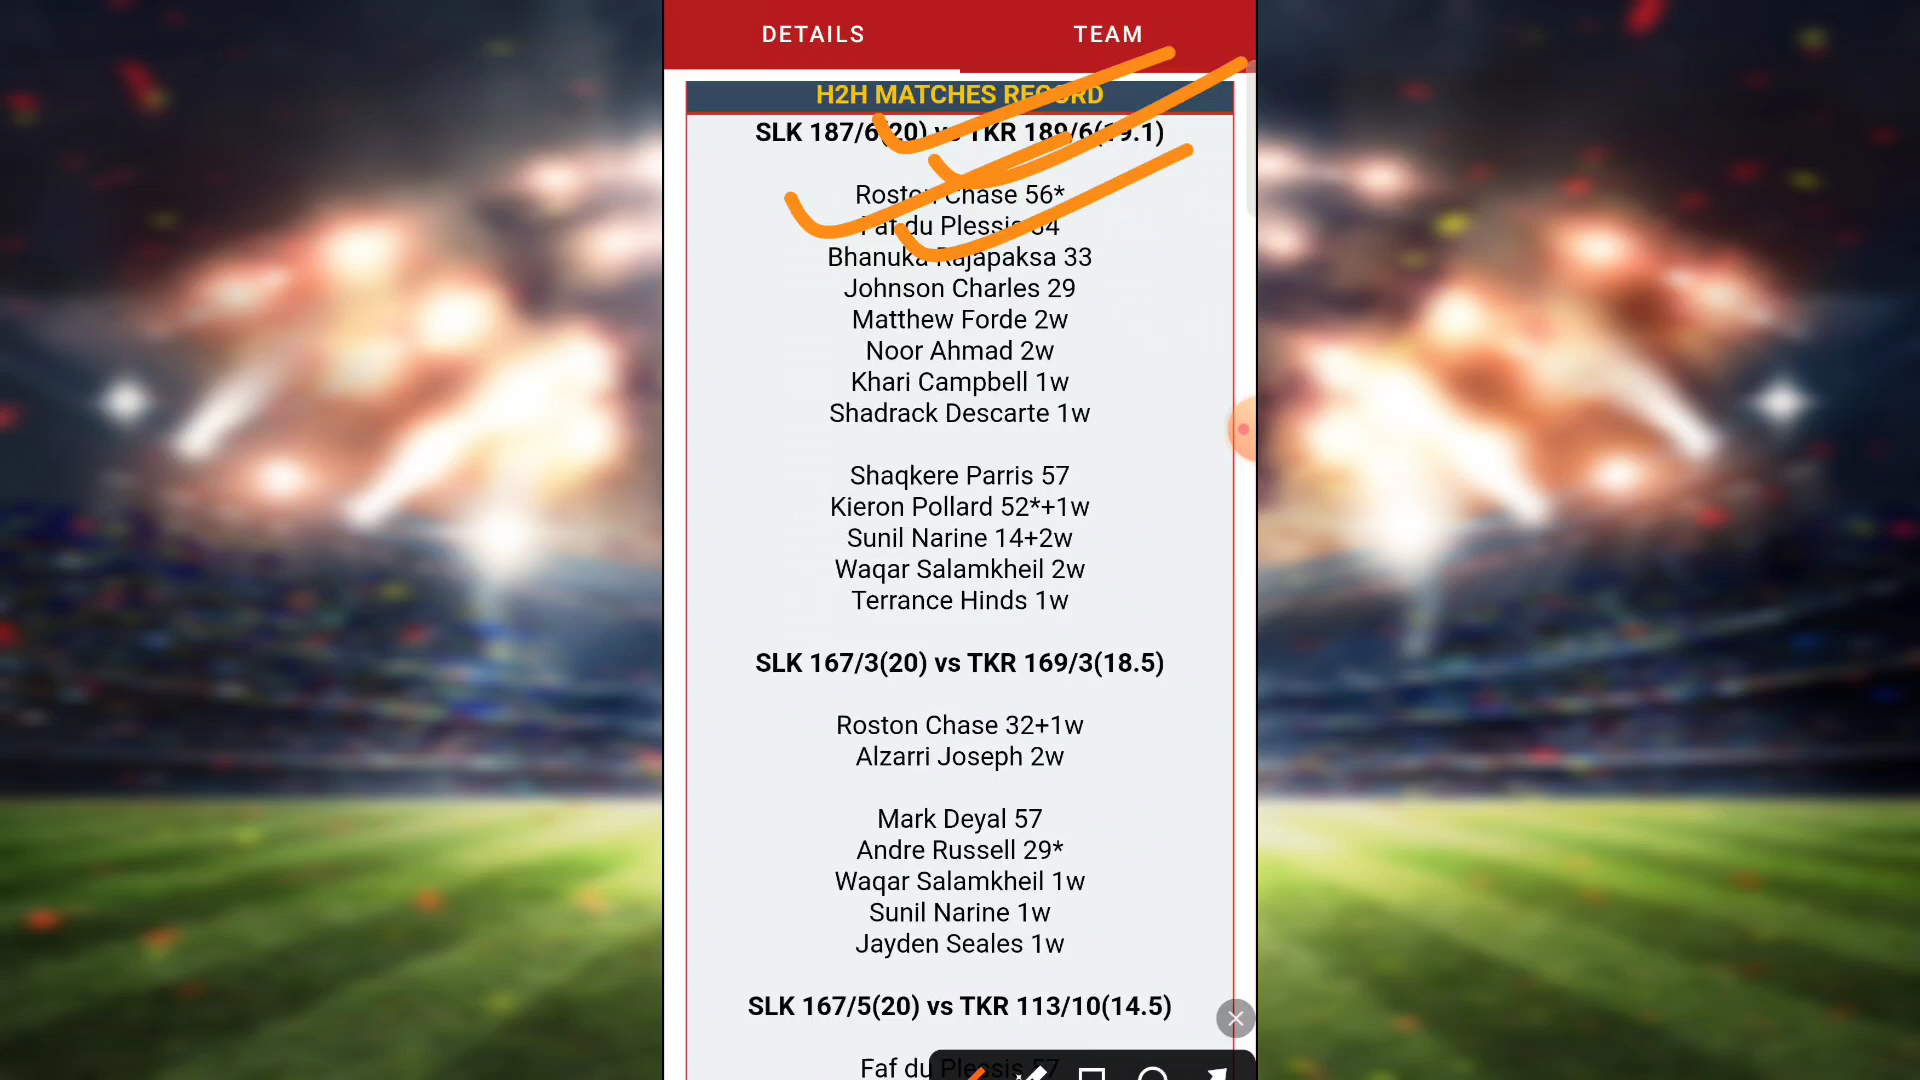 DETAILS
TEAM
H2H MATCHES RECORD
SLK 187/6(20) vs TKR 189/6(19.1)
Roston Chase 56*
Faf du Plessis 34
Bhanuka Rajapaksa 33
Johnson Charles 29
Matthew Forde 2w
Noor Ahmad 2w
Khari Campbell 1w
Shadrack Descarte 1w
Shaqkere Parris 57
Kieron Pollard 52*+1w
Sunil Narine 14+2w
Waqar Salamkheil 2w
Terrance Hinds 1w
SLK 167/3(20) vs TKR 169/3(18.5)
Roston Chase 32+1w
Alzarri Joseph 2w
Mark Deyal 57
Andre Russell 29*
Waqar Salamkheil 1w
Sunil Narine 1w
Jayden Seales 1w
SLK 167/5(20) vs TKR 113/10(14.5)
Faf du Plessis 57